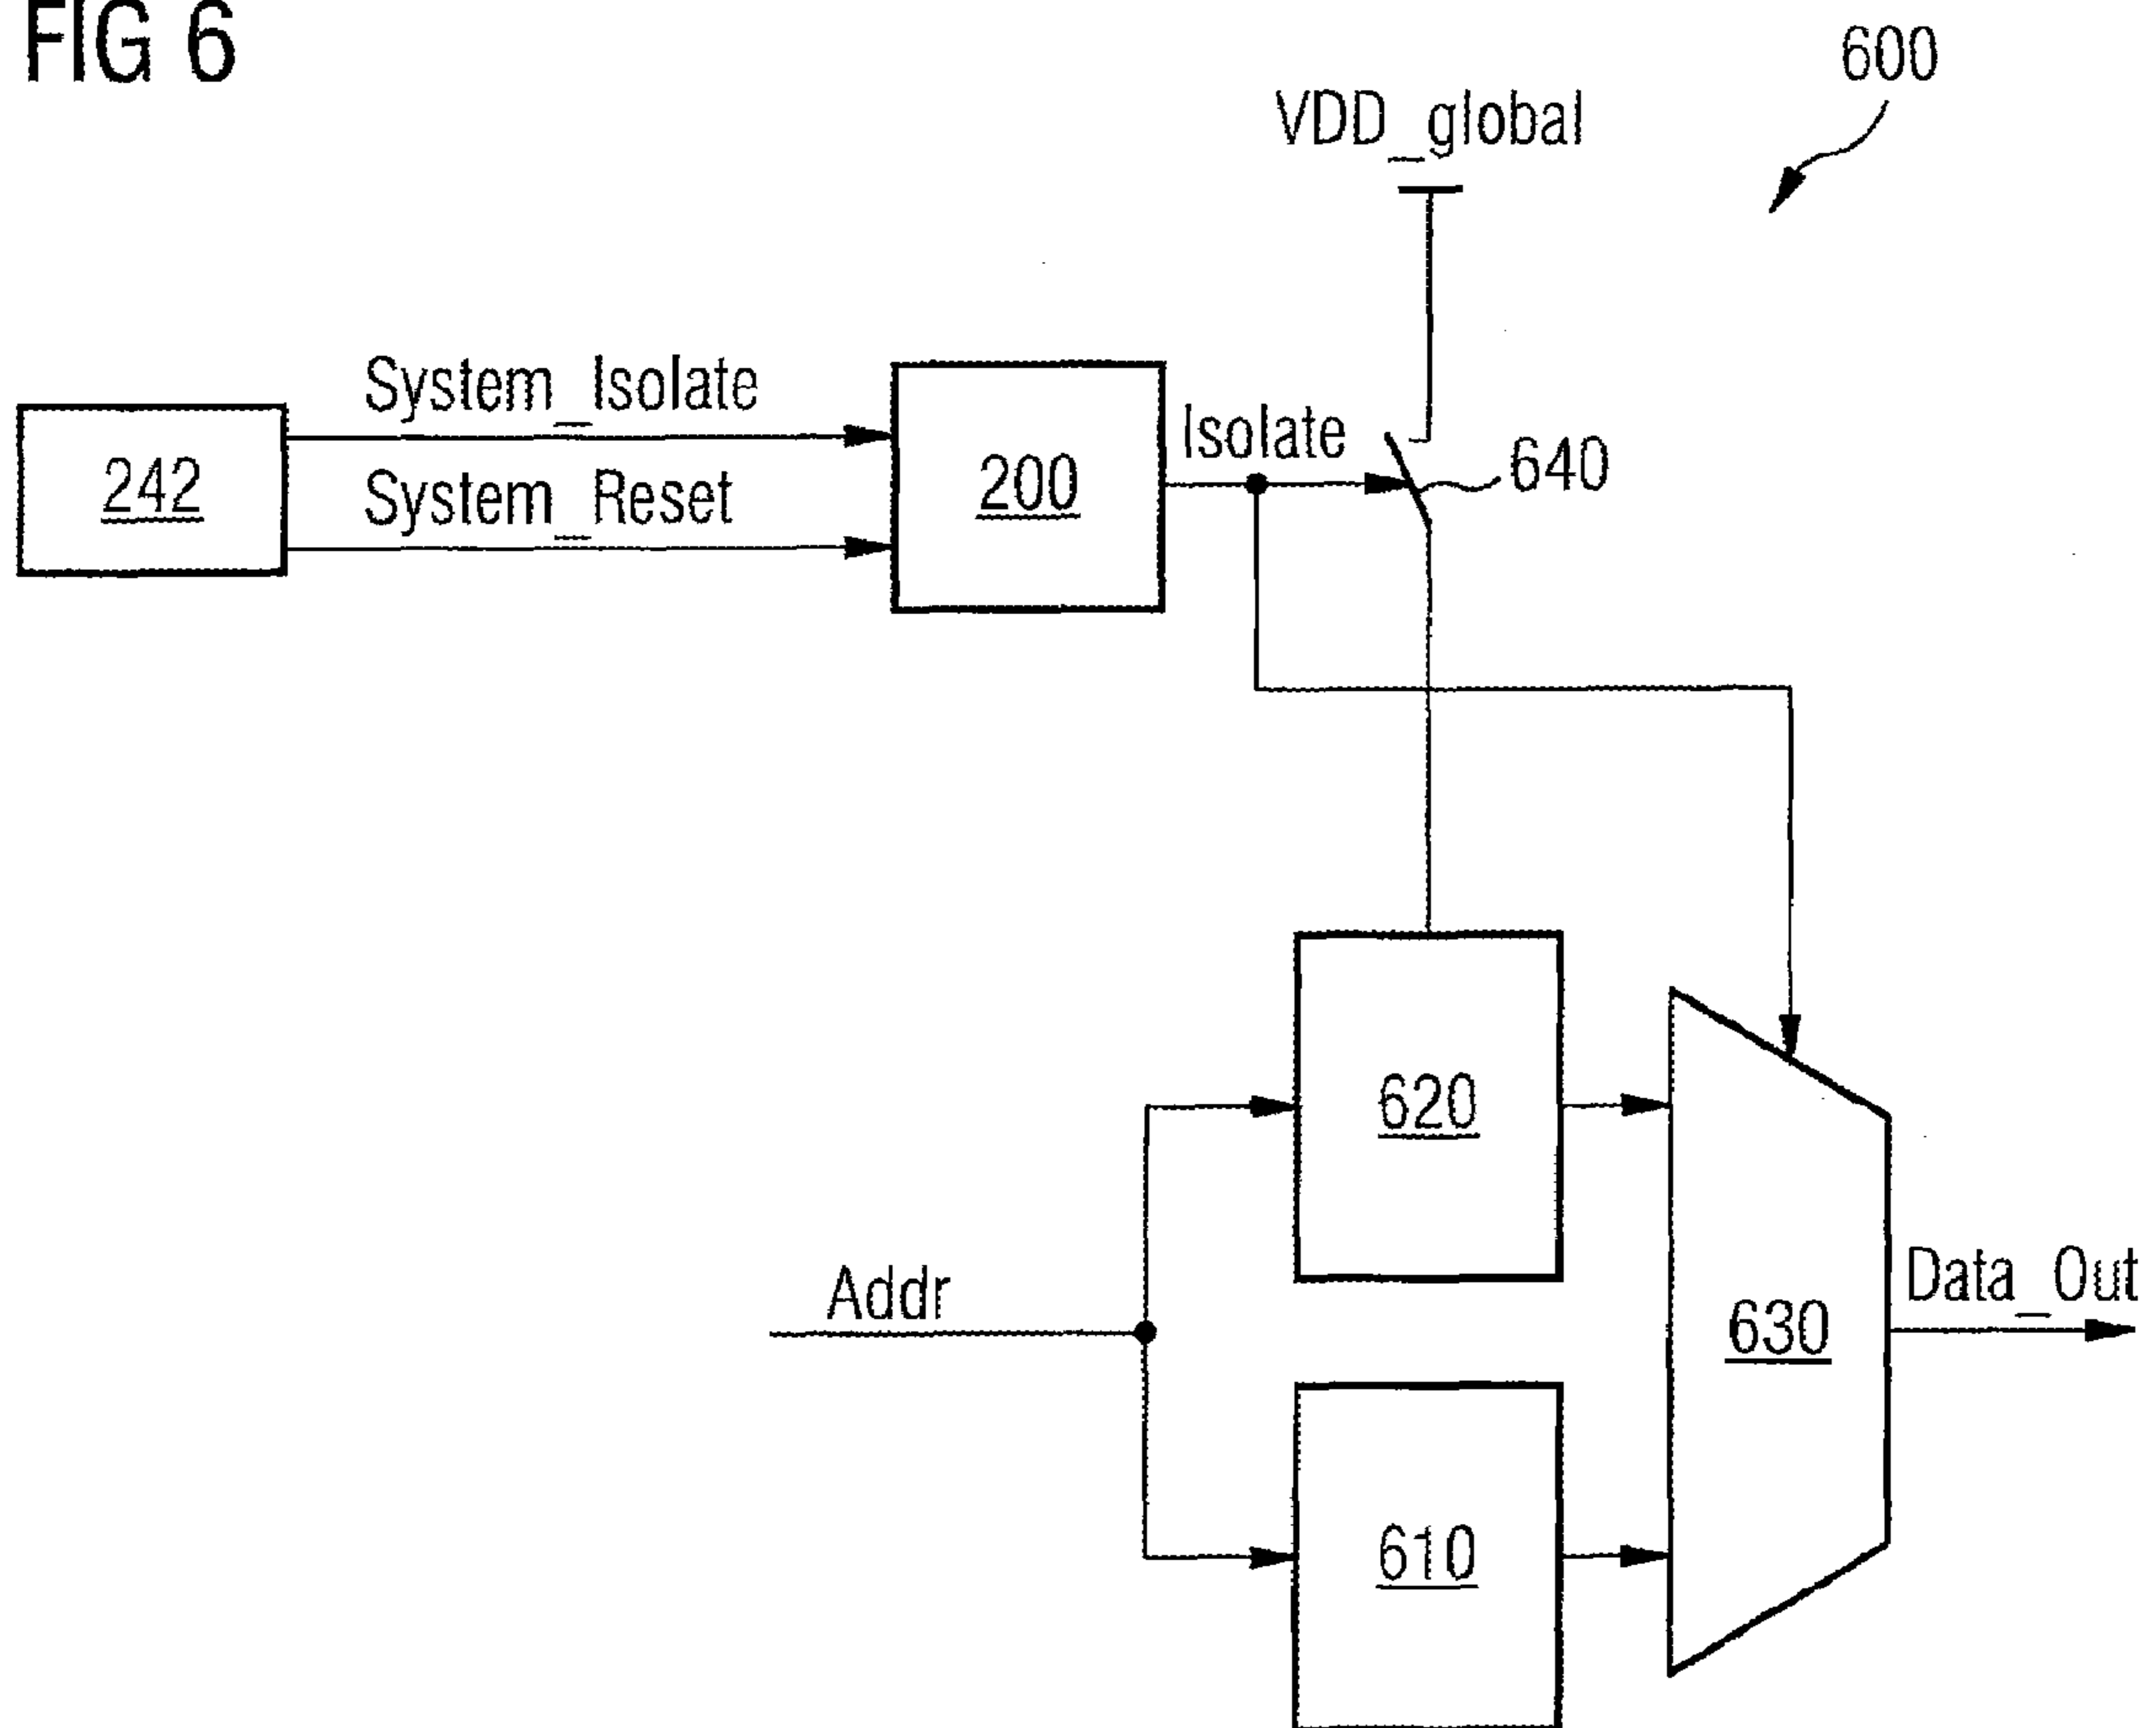 FIG 6
600
VDD_global
System_Isolate
Isolate
640
242
System_Reset
200
620
Addr
Data_Out
630
610